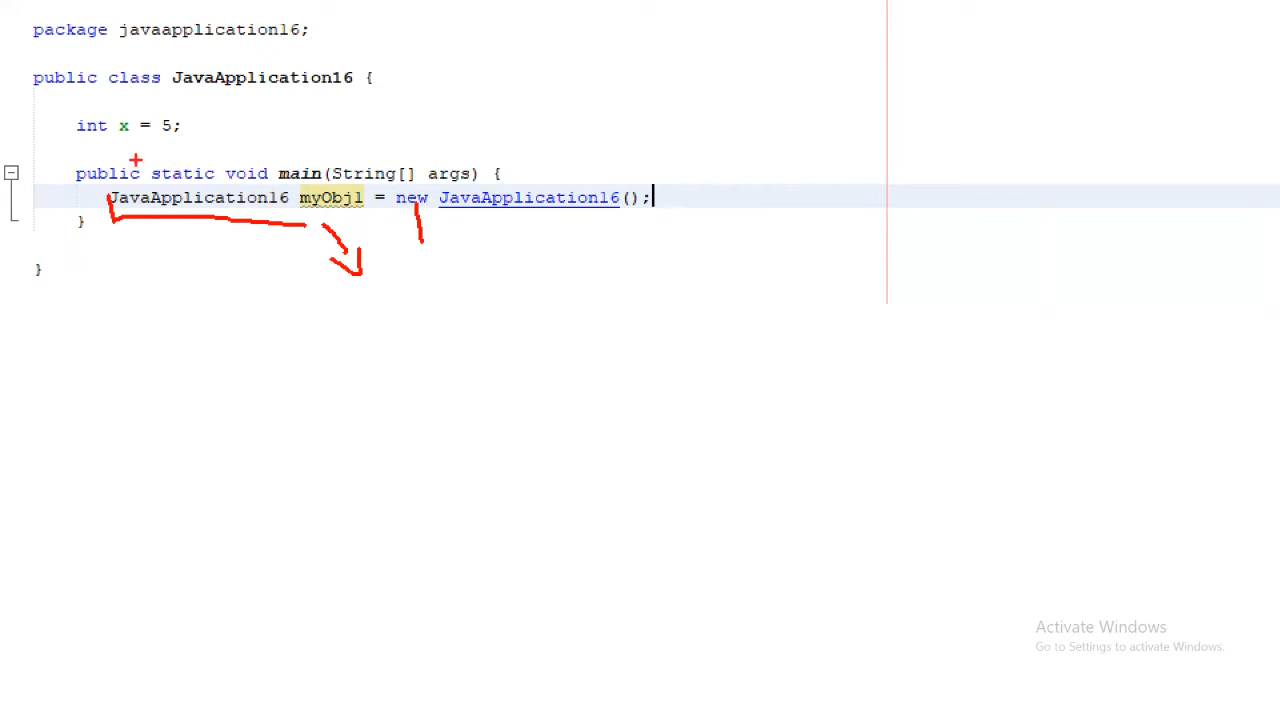 package javaapplication16;
public class JavaApplication16 {
int x = 5;
public static void main(String[] args) {
JavaApplication16 myObj1 = new JavaApplication16();
}
}
Activate Windows
Go to Settings to activate Windows.